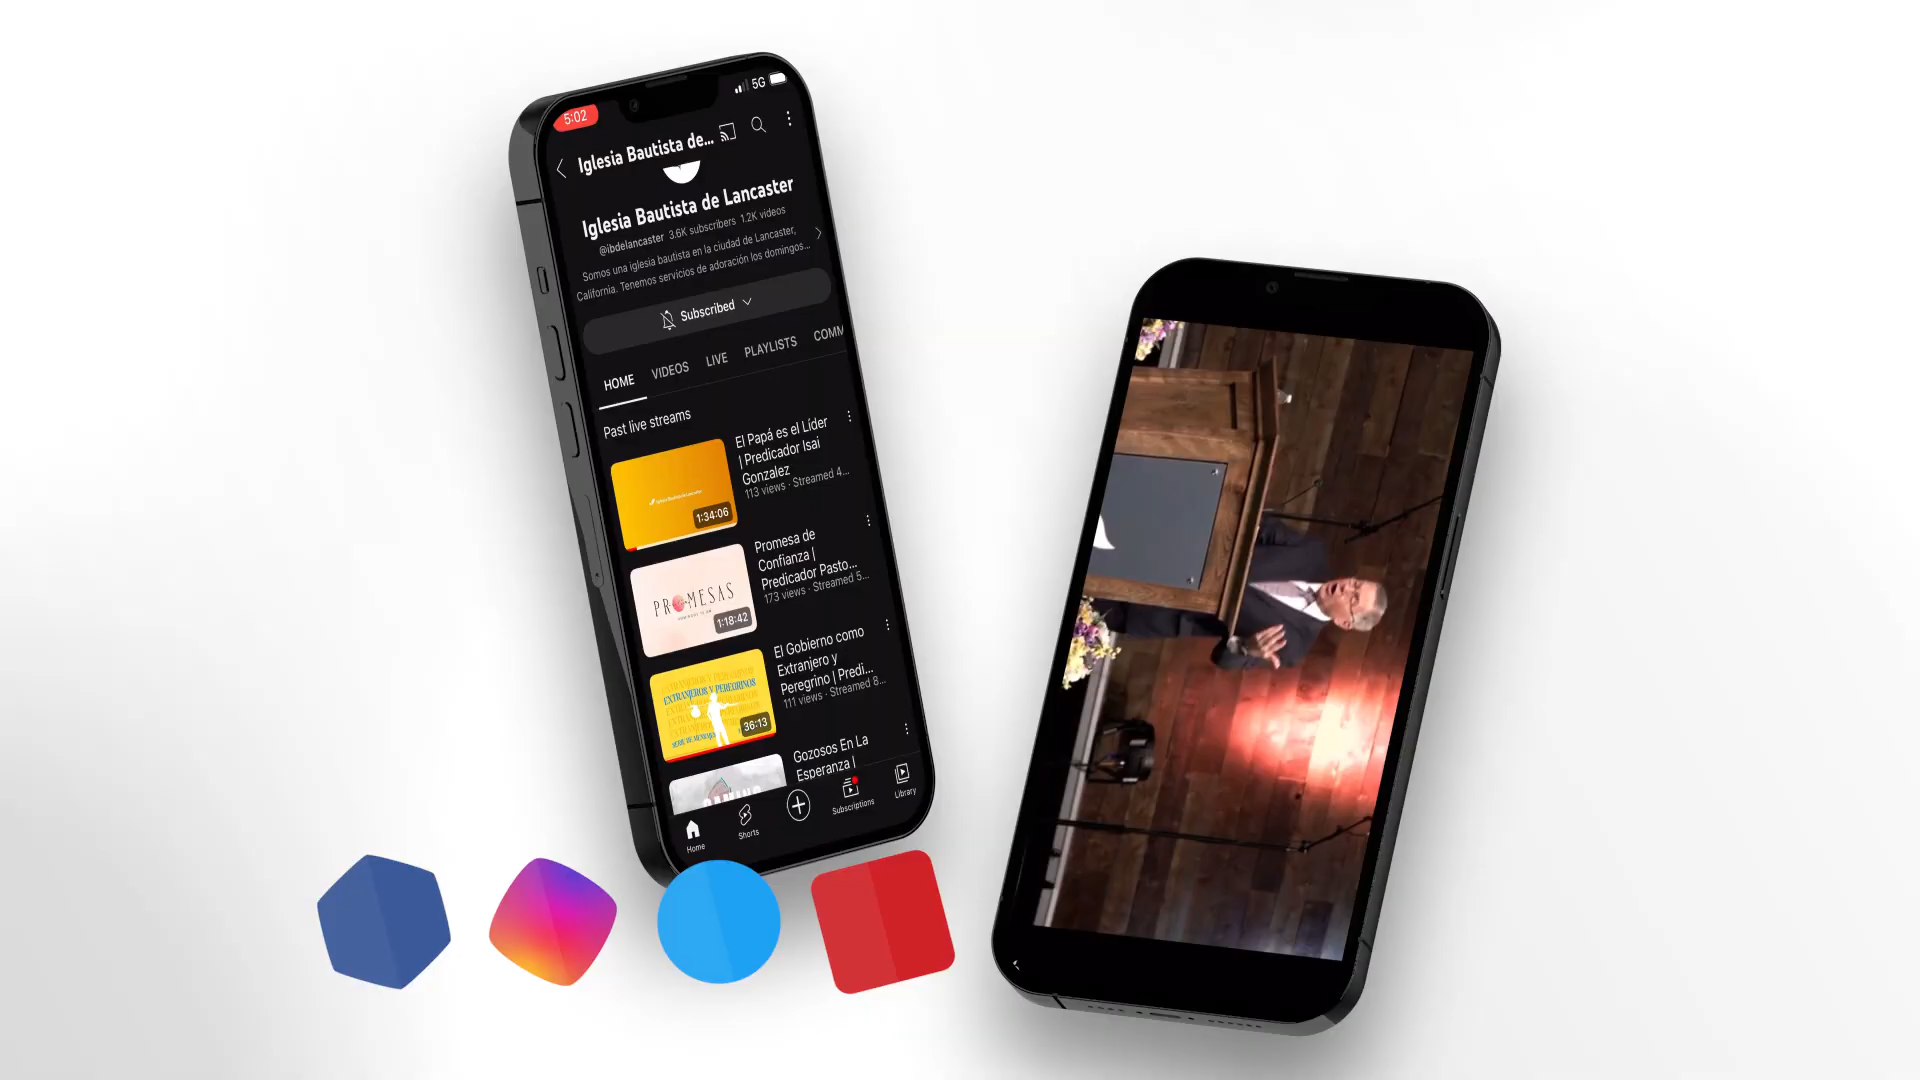 5:02
5G
Iglesia Bautista de...
Iglesia Bautista de Lancaster
@ibdelancaster 3.6K subscribers 1.2K videos
Somos una iglesia bautista en la ciudad de Lancaster,
California. Tenemos servicios de adoración los domingos...
Subscribed
HOME VIDEOS LIVE PLAYLISTS COMM
Past live streams
El Papá es el Líder
| Predicador Isai
Gonzalez
113 views · Streamed 4...
1:34:06
Promesa de
Confianza |
Predicador Pasto...
173 views · Streamed 5...
PROMESAS
1:18:42
El Gobierno como
Extranjero y
Peregrino | Predi...
111 views · Streamed 8...
EXTRANJEROS Y PEREGRINOS
36:13
Gozosos En La
Esperanza |
Home
Shorts
Subscriptions
Library